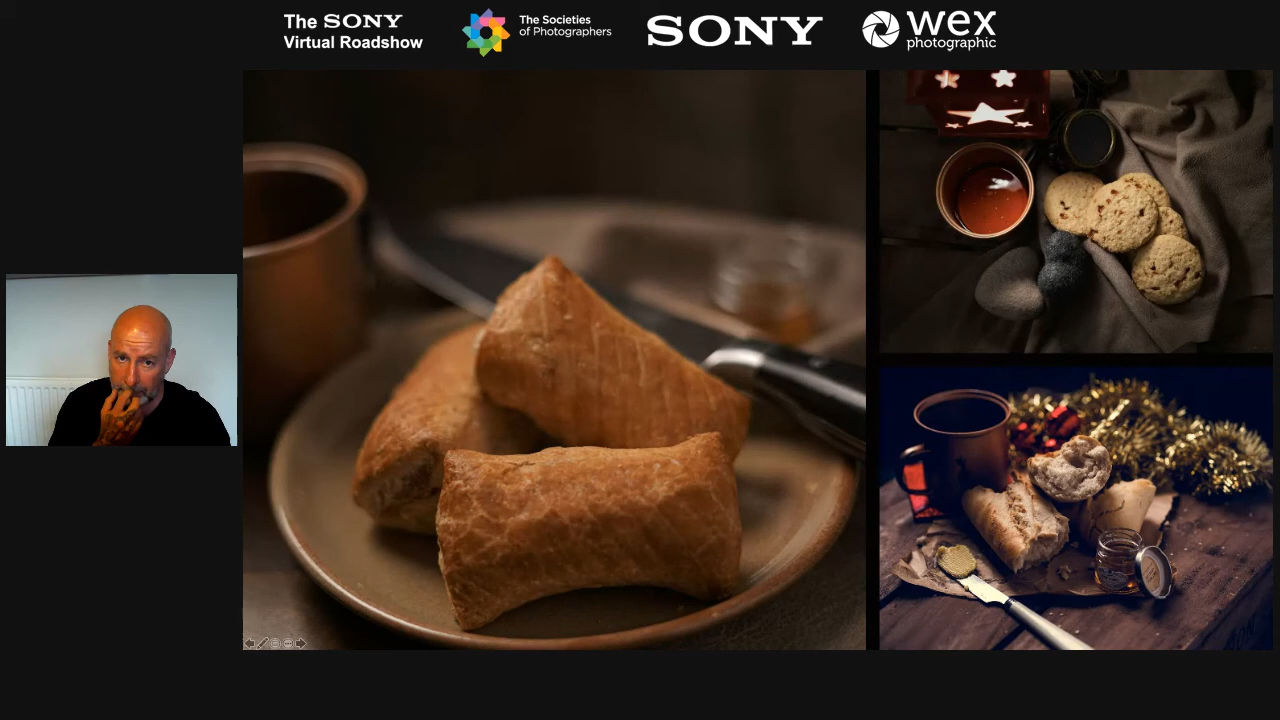 The SONY
Virtual Roadshow
The Societies
of Photographers
SONY
wex
photographic